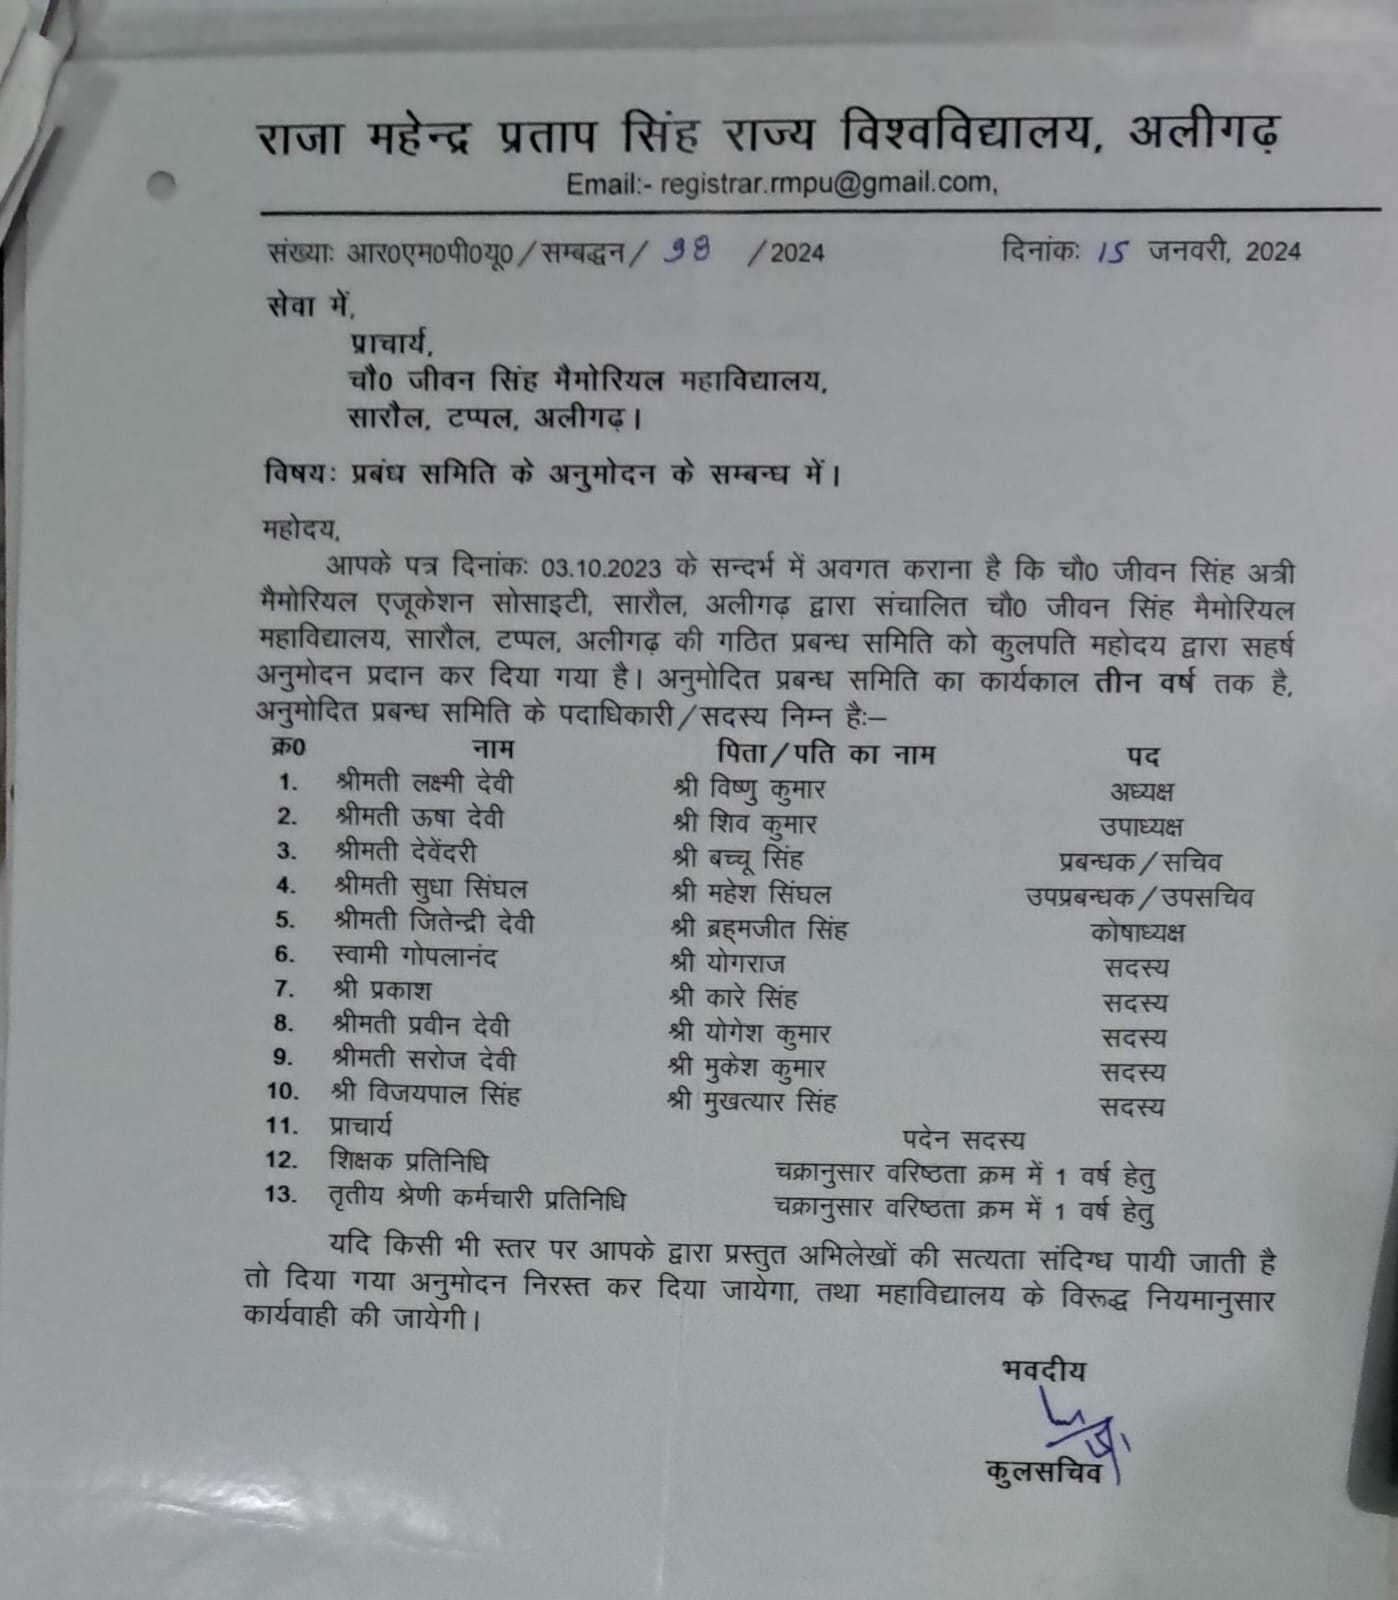 राजा महेन्द्र प्रताप सिंह राज्य विश्वविद्यालय, अलीगढ़
Email:- registrar.rmpu@gmail.com,
संख्याः आर0एम0पी0यू0/सम्बद्धन/ 98 /2024 दिनांकः 15 जनवरी, 2024
सेवा में,
प्राचार्य,
चौ0 जीवन सिंह मैमोरियल महाविद्यालय,
सारौल, टप्पल, अलीगढ़।
विषयः प्रबंध समिति के अनुमोदन के सम्बन्ध में।
महोदय,
आपके पत्र दिनांकः 03.10.2023 के सन्दर्भ में अवगत कराना है कि चौ0 जीवन सिंह अत्री
मैमोरियल एजूकेशन सोसाइटी, सारौल, अलीगढ़ द्वारा संचालित चौ0 जीवन सिंह मैमोरियल
महाविद्यालय, सारौल, टप्पल, अलीगढ़ की गठित प्रबन्ध समिति को कुलपति महोदय द्वारा सहर्ष
अनुमोदन प्रदान कर दिया गया है। अनुमोदित प्रबन्ध समिति का कार्यकाल तीन वर्ष तक है,
अनुमोदित प्रबन्ध समिति के पदाधिकारी/सदस्य निम्न हैः–
क्र0 नाम पिता/पति का नाम पद
1. श्रीमती लक्ष्मी देवी श्री विष्णु कुमार अध्यक्ष
2. श्रीमती ऊषा देवी श्री शिव कुमार उपाध्यक्ष
3. श्रीमती देवेंदरी श्री बच्चू सिंह प्रबन्धक/सचिव
4. श्रीमती सुधा सिंघल श्री महेश सिंघल उपप्रबन्धक/उपसचिव
5. श्रीमती जितेन्द्री देवी श्री ब्रह्मजीत सिंह कोषाध्यक्ष
6. स्वामी गोपलानंद श्री योगराज सदस्य
7. श्री प्रकाश श्री कारे सिंह सदस्य
8. श्रीमती प्रवीन देवी श्री योगेश कुमार सदस्य
9. श्रीमती सरोज देवी श्री मुकेश कुमार सदस्य
10. श्री विजयपाल सिंह श्री मुखत्यार सिंह सदस्य
11. प्राचार्य पदेन सदस्य
12. शिक्षक प्रतिनिधि चक्रानुसार वरिष्ठता क्रम में 1 वर्ष हेतु
13. तृतीय श्रेणी कर्मचारी प्रतिनिधि चक्रानुसार वरिष्ठता क्रम में 1 वर्ष हेतु
यदि किसी भी स्तर पर आपके द्वारा प्रस्तुत अभिलेखों की सत्यता संदिग्ध पायी जाती है
तो दिया गया अनुमोदन निरस्त कर दिया जायेगा, तथा महाविद्यालय के विरूद्ध नियमानुसार
कार्यवाही की जायेगी।
भवदीय
कुलसचिव